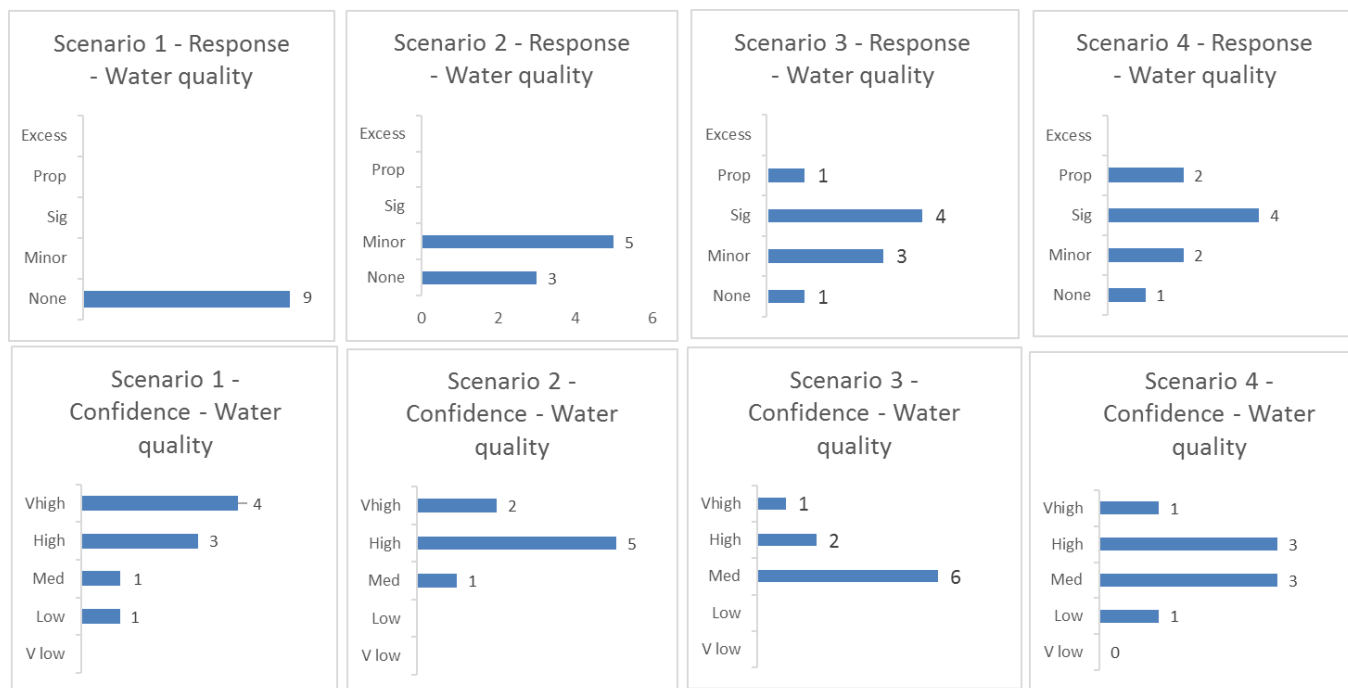 Scenario 1 - Response
- Water quality
Excess
Prop
Sig
Minor
None
9
Scenario 2 - Response
- Water quality
Excess
Prop
Sig
Minor
5
None
3
0 2 4 6
Scenario 3 - Response
- Water quality
Excess
Prop
1
Sig
4
Minor
3
None
1
Scenario 4 - Response
- Water quality
Excess
Prop
2
Sig
4
Minor
2
None
1
Scenario 1 -
Confidence - Water
quality
Vhigh
4
High
3
Med
1
Low
1
V low
Scenario 2 -
Confidence - Water
quality
Vhigh
2
High
5
Med
1
Low
V low
Scenario 3 -
Confidence - Water
quality
Vhigh
1
High
2
Med
6
Low
V low
Scenario 4 -
Confidence - Water
quality
Vhigh
1
High
3
Med
3
Low
1
V low
0